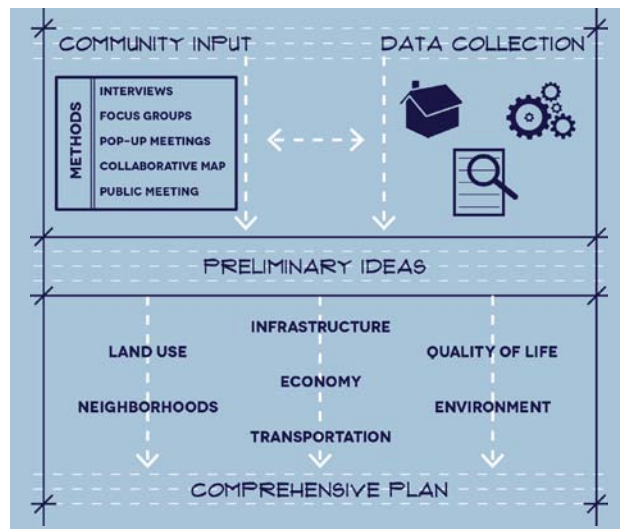 COMMUNITY INPUT
DATA COLLECTION
METHODS
INTERVIEWS
FOCUS GROUPS
POP-UP MEETINGS
COLLABORATIVE MAP
PUBLIC MEETING
PRELIMINARY IDEAS
INFRASTRUCTURE
LAND USE
QUALITY OF LIFE
ECONOMY
NEIGHBORHOODS
ENVIRONMENT
TRANSPORTATION
COMPREHENSIVE PLAN